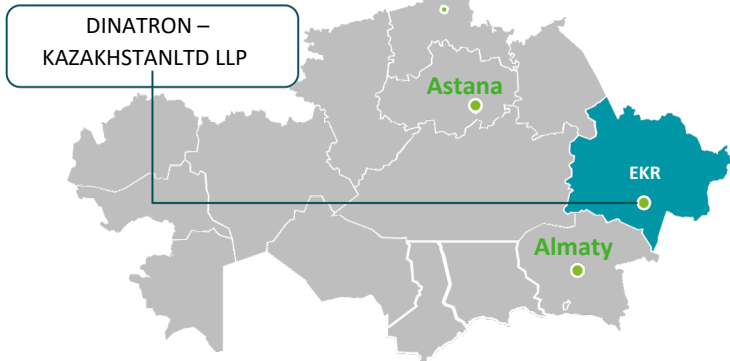 DINATRON –
KAZAKHSTANLTD LLP
Astana
EKR
Almaty